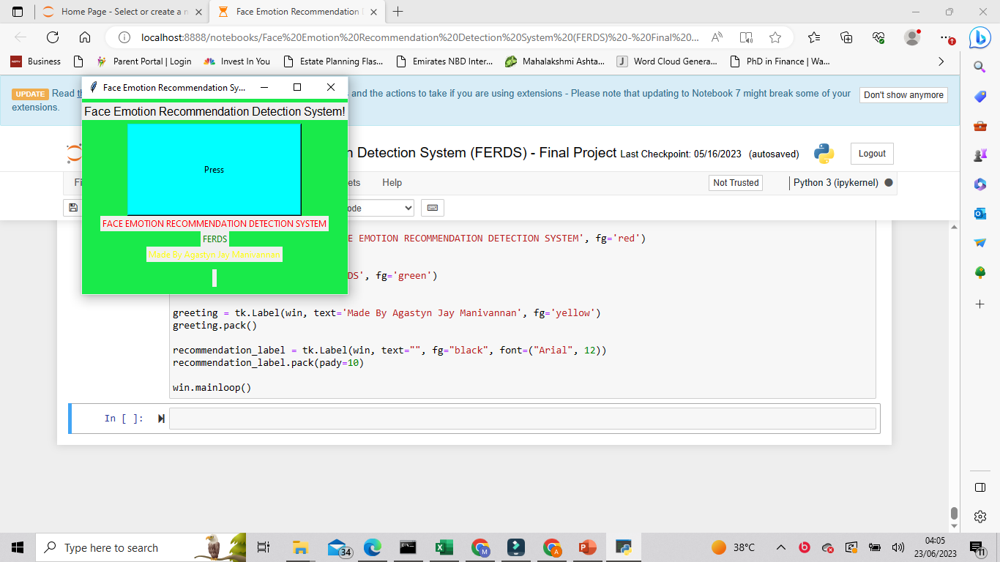 Home Page - Select or create a n
Face Emotion Recommendation
localhost:8888/notebooks/Face%20Emotion%20Recommendation%20Detection%20System%20(FERDS)%20-%20Final%20...
Business
Parent Portal | Login
Invest In You
Estate Planning Flas...
Emirates NBD Inter...
Mahalakshmi Ashta...
Word Cloud Genera...
PhD in Finance | Wa...
UPDATE Read th
and the actions to take if you are using extensions - Please note that updating to Notebook 7 might break some of your
extensions.
Don't show anymore
Face Emotion Recommendation Sy...
Face Emotion Recommendation Detection System!
Press
FACE EMOTION RECOMMENDATION DETECTION SYSTEM
FERDS
Made By Agastyn Jay Manivannan
n Detection System (FERDS) - Final Project Last Checkpoint: 05/16/2023 (autosaved)
Logout
Fi
ets
Help
Not Trusted
Python 3 (ipykernel)
ode
E EMOTION RECOMMENDATION DETECTION SYSTEM', fg='red')
DS', fg='green')
greeting = tk.Label(win, text='Made By Agastyn Jay Manivannan', fg='yellow')
greeting.pack()
recommendation_label = tk.Label(win, text="", fg="black", font=("Arial", 12))
recommendation_label.pack(pady=10)
win.mainloop()
In [ ]:
Type here to search
34
38°C
04:05
23/06/2023
11